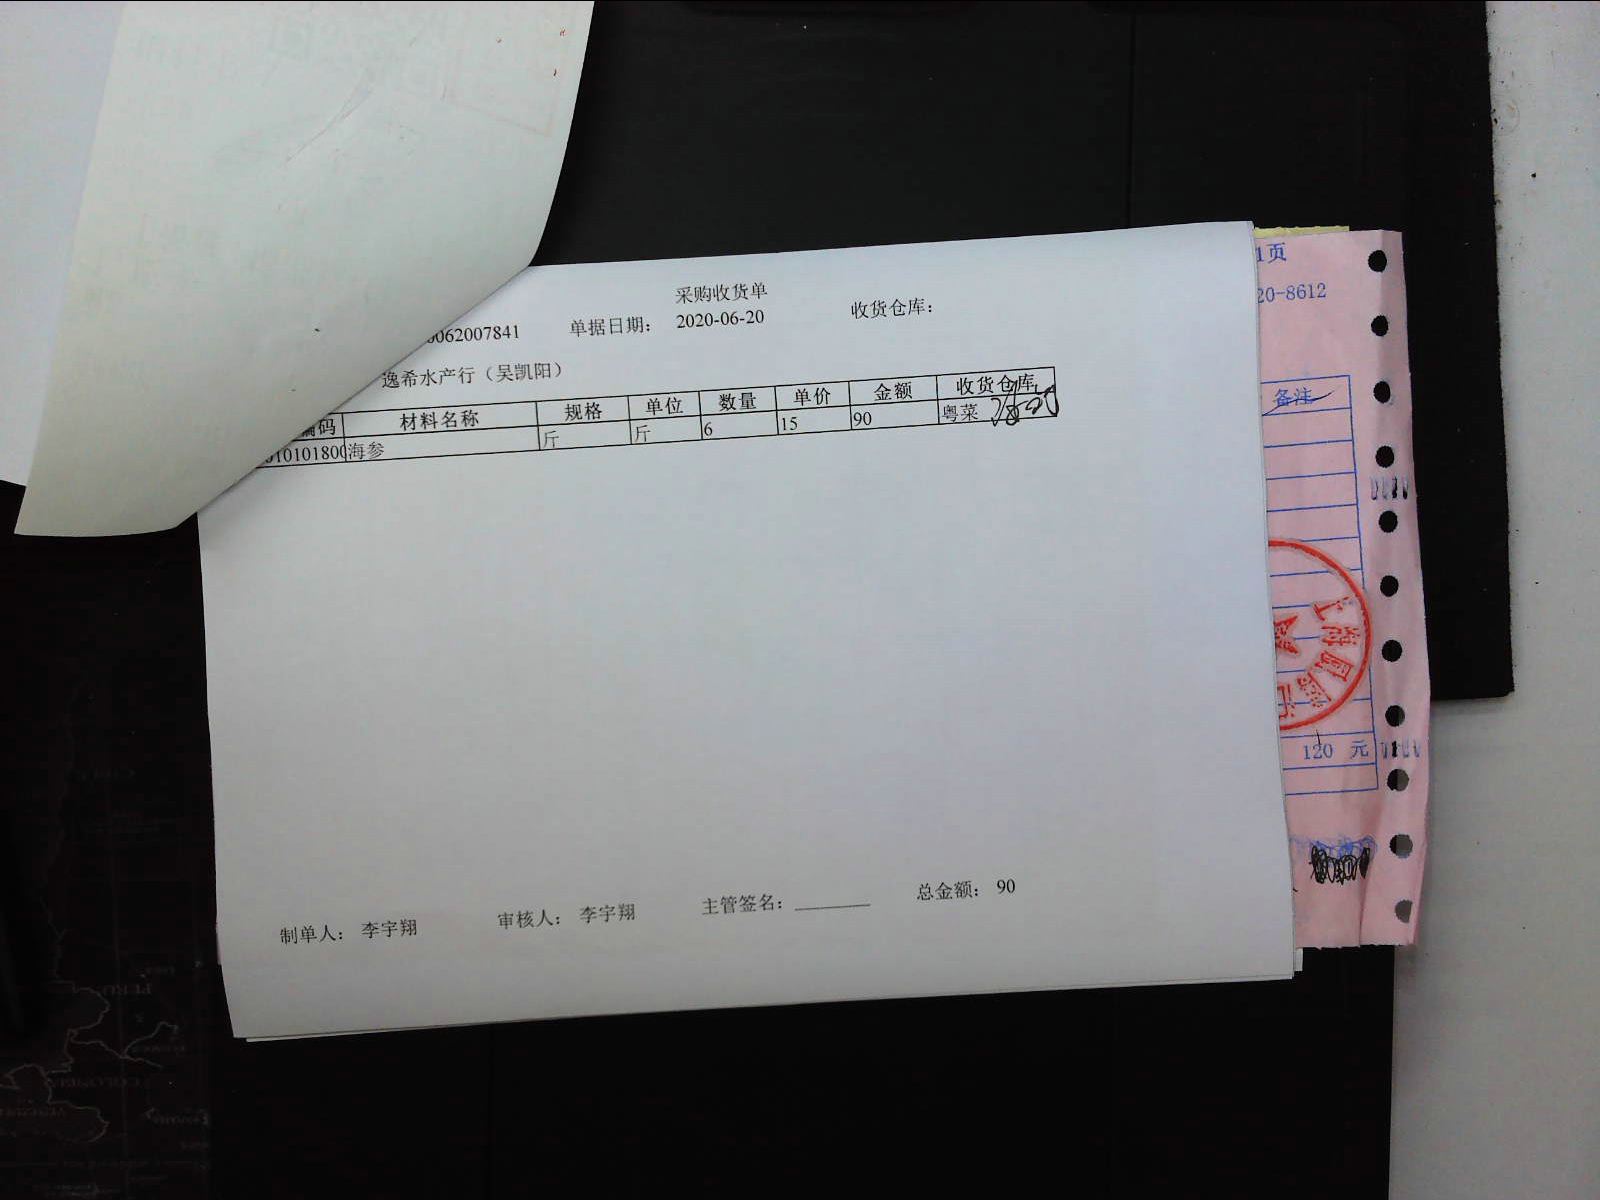 采购收货单
0062007841 单据日期： 2020-06-20 收货仓库：
逸希水产行（吴凯阳）
编码 材料名称 规格 单位 数量 单价 金额 收货仓库
0101018000 海参 斤 斤 6 15 90 粤菜
制单人： 李宇翔 审核人： 李宇翔 主管签名：________ 总金额： 90
1页
20-8612
备注
120 元